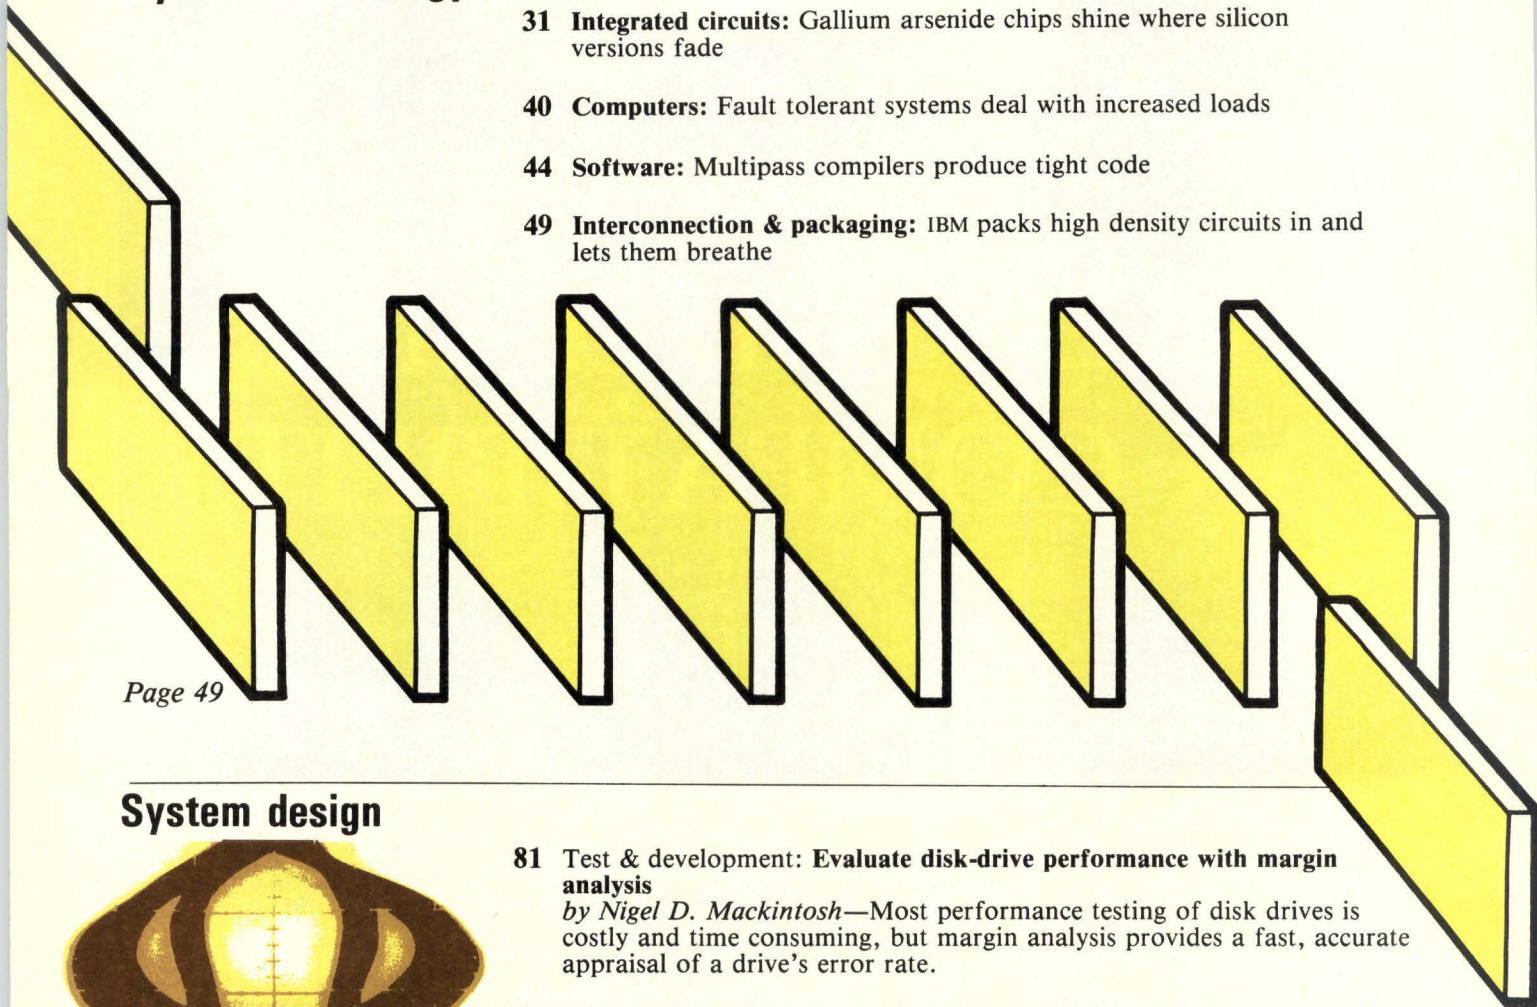 31 Integrated circuits: Gallium arsenide chips shine where silicon
versions fade
40 Computers: Fault tolerant systems deal with increased loads
44 Software: Multipass compilers produce tight code
49 Interconnection & packaging: IBM packs high density circuits in and
lets them breathe
Page 49
System design
81 Test & development: Evaluate disk-drive performance with margin
analysis
by Nigel D. Mackintosh—Most performance testing of disk drives is
costly and time consuming, but margin analysis provides a fast, accurate
appraisal of a drive's error rate.